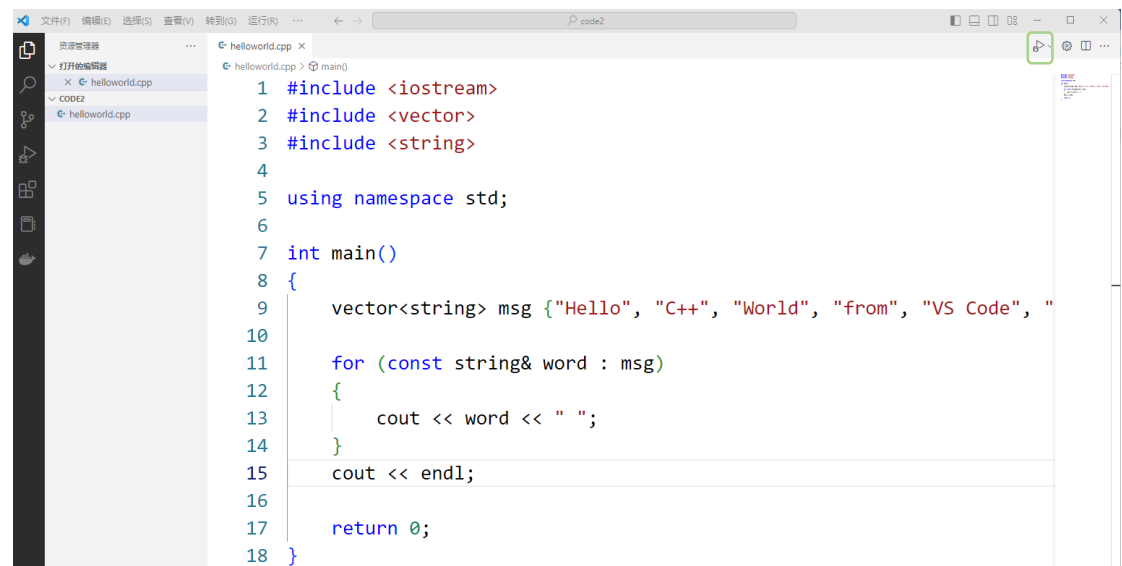 文件(F) 编辑(E) 选择(S) 查看(V) 转到(G) 运行(R) ··· code2
资源管理器 ···
打开的编辑器
helloworld.cpp
CODE2
helloworld.cpp
helloworld.cpp
helloworld.cpp > main()
1 #include <iostream>
2 #include <vector>
3 #include <string>
4
5 using namespace std;
6
7 int main()
8 {
9 vector<string> msg {"Hello", "C++", "World", "from", "VS Code", "
10
11 for (const string& word : msg)
12 {
13 cout << word << " ";
14 }
15 cout << endl;
16
17 return 0;
18 }